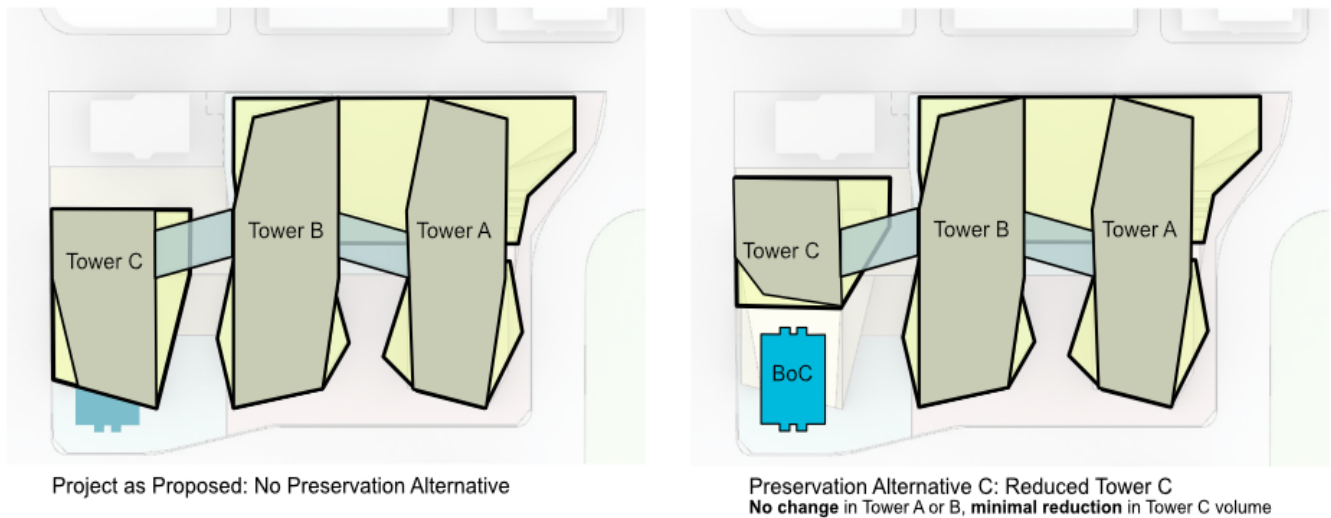 Tower C
Tower B
Tower A
Project as Proposed: No Preservation Alternative
Tower C
Tower B
Tower A
BoC
Preservation Alternative C: Reduced Tower C
No change in Tower A or B, minimal reduction in Tower C volume